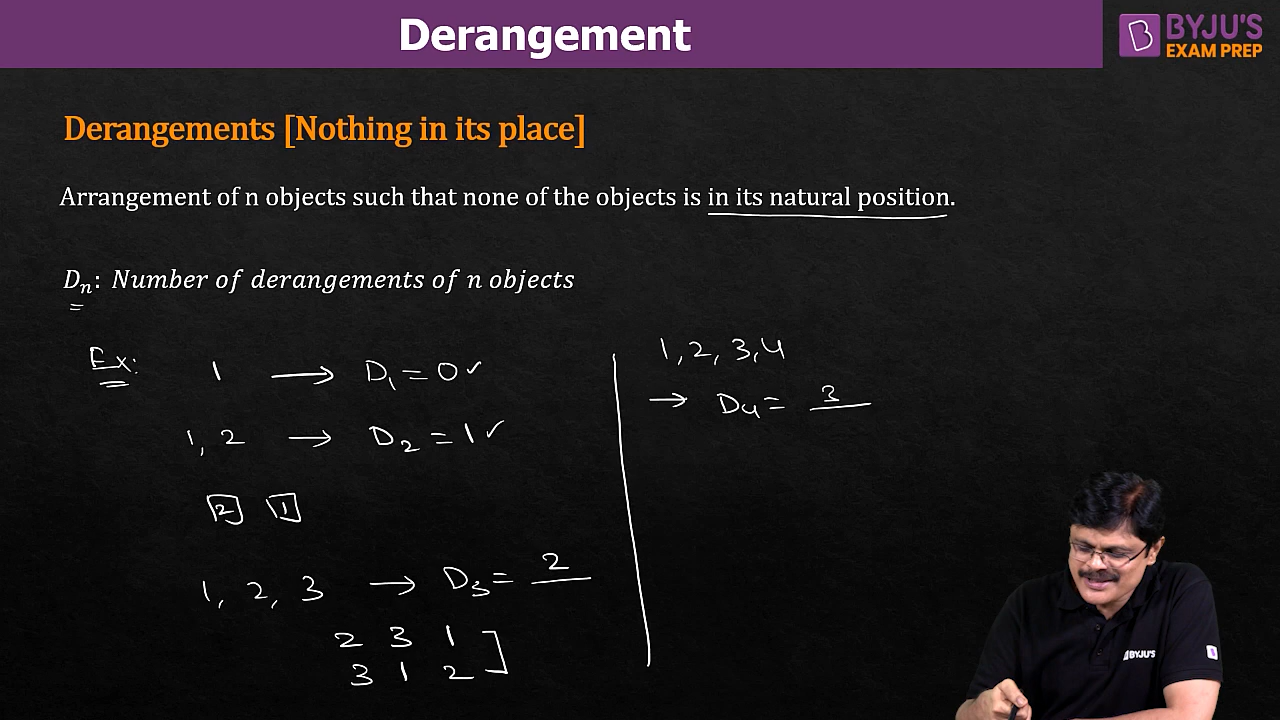 Derangement
BYJU'S
EXAM PREP
Derangements [Nothing in its place]
Arrangement of n objects such that none of the objects is in its natural position.
Dₙ: Number of derangements of n objects
Ex:
1 → D₁ = 0 ✓
1, 2 → D₂ = 1 ✓
2 1
1, 2, 3 → D₃ = 2
2 3 1
3 1 2 ]
1, 2, 3, 4
→ D₄ = 3
BYJU'S